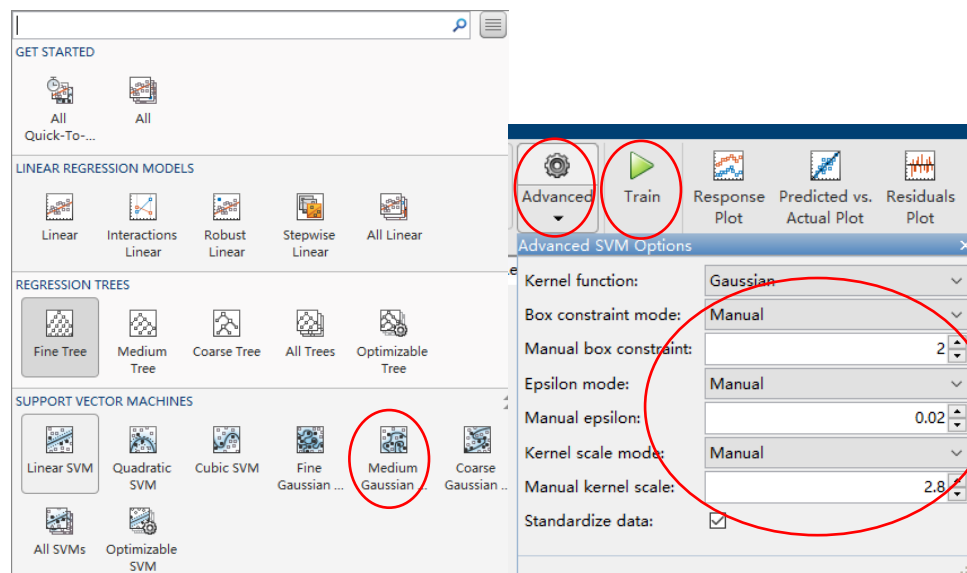 GET STARTED
All
Quick-To-...
All
LINEAR REGRESSION MODELS
Linear
Interactions
Linear
Robust
Linear
Stepwise
Linear
All Linear
REGRESSION TREES
Fine Tree
Medium
Tree
Coarse Tree
All Trees
Optimizable
Tree
SUPPORT VECTOR MACHINES
Linear SVM
Quadratic
SVM
Cubic SVM
Fine
Gaussian ...
Medium
Gaussian ...
Coarse
Gaussian ..
All SVMs
Optimizable
SVM
Advanced
Train
Response
Plot
Predicted vs.
Actual Plot
Residuals
Plot
Advanced SVM Options
Kernel function: Gaussian
Box constraint mode: Manual
Manual box constraint: 2
Epsilon mode: Manual
Manual epsilon: 0.02
Kernel scale mode: Manual
Manual kernel scale: 2.8
Standardize data: